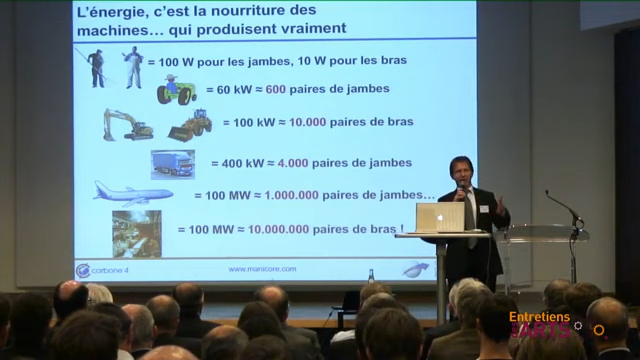 L'énergie, c'est la nourriture des
machines… qui produisent vraiment
= 100 W pour les jambes, 10 W pour les bras
= 60 kW ≈ 600 paires de jambes
= 100 kW ≈ 10.000 paires de bras
= 400 kW ≈ 4.000 paires de jambes
= 100 MW ≈ 1.000.000 paires de jambes…
= 100 MW ≈ 10.000.000 paires de bras !
carbone 4
www.manicore.com
Entretiens
DES ARTS